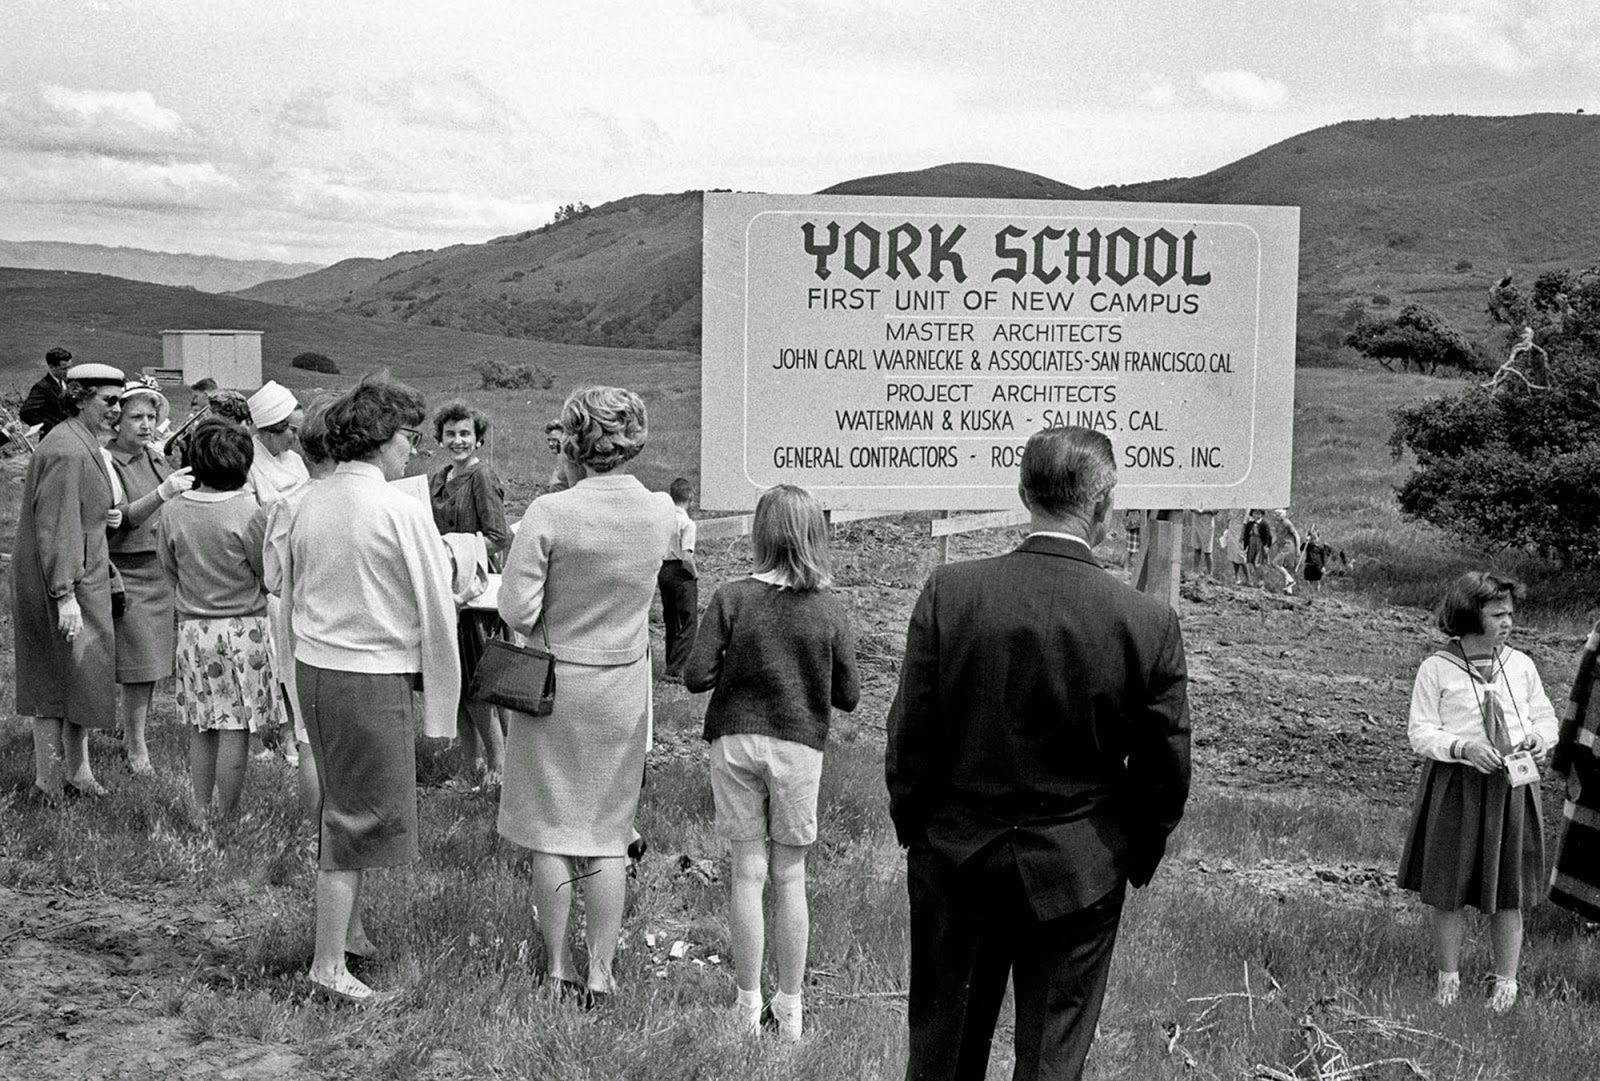 YORK SCHOOL
FIRST UNIT OF NEW CAMPUS
MASTER ARCHITECTS
JOHN CARL WARNECKE & ASSOCIATES-SAN FRANCISCO, CAL.
PROJECT ARCHITECTS
WATERMAN & KUSKA - SALINAS, CAL.
GENERAL CONTRACTORS - SONS, INC.